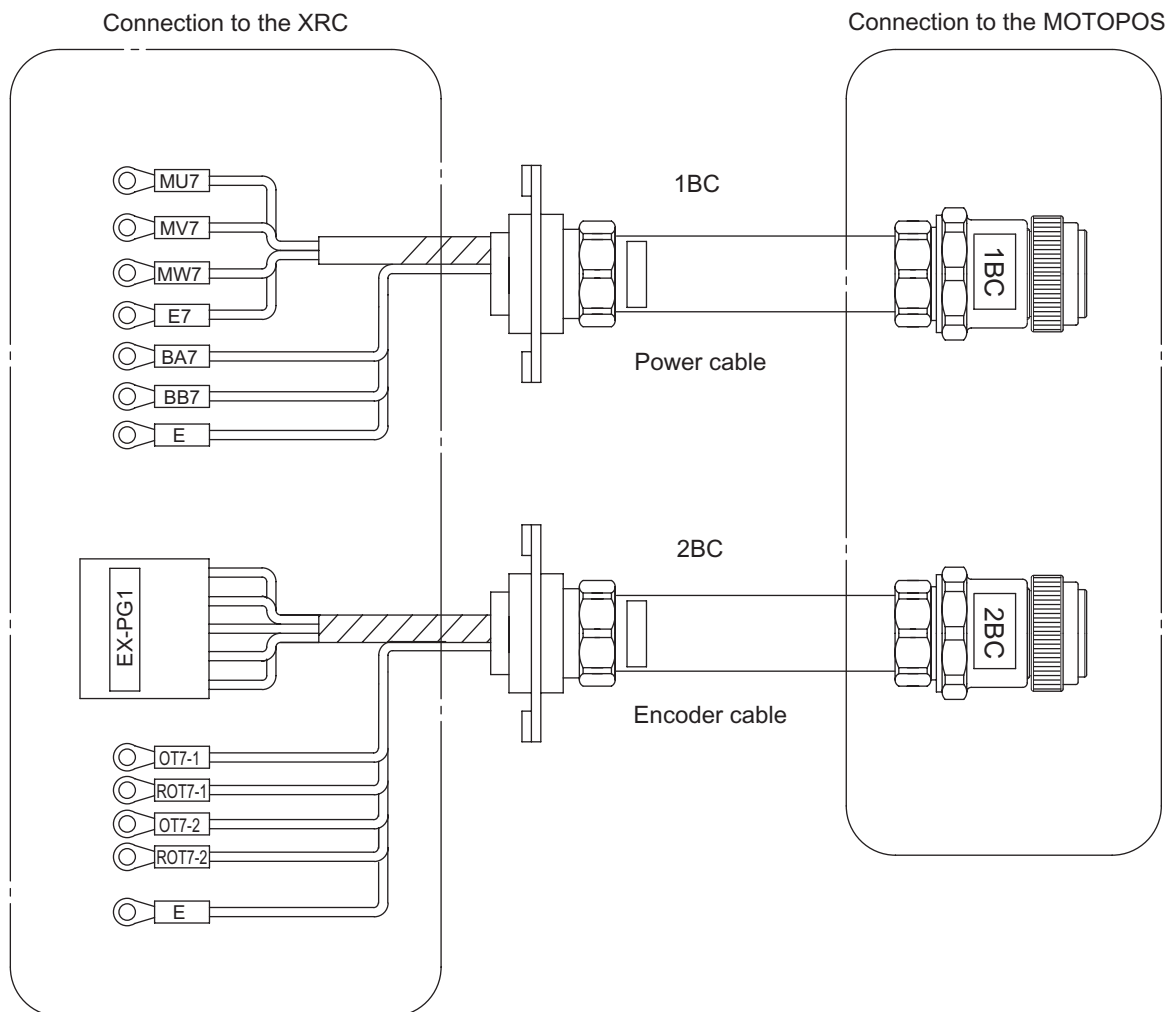 Connection to the XRC
Connection to the MOTOPOS
MU7
MV7
MW7
E7
BA7
BB7
E
1BC
Power cable
1BC
EX-PG1
2BC
Encoder cable
2BC
OT7-1
ROT7-1
OT7-2
ROT7-2
E